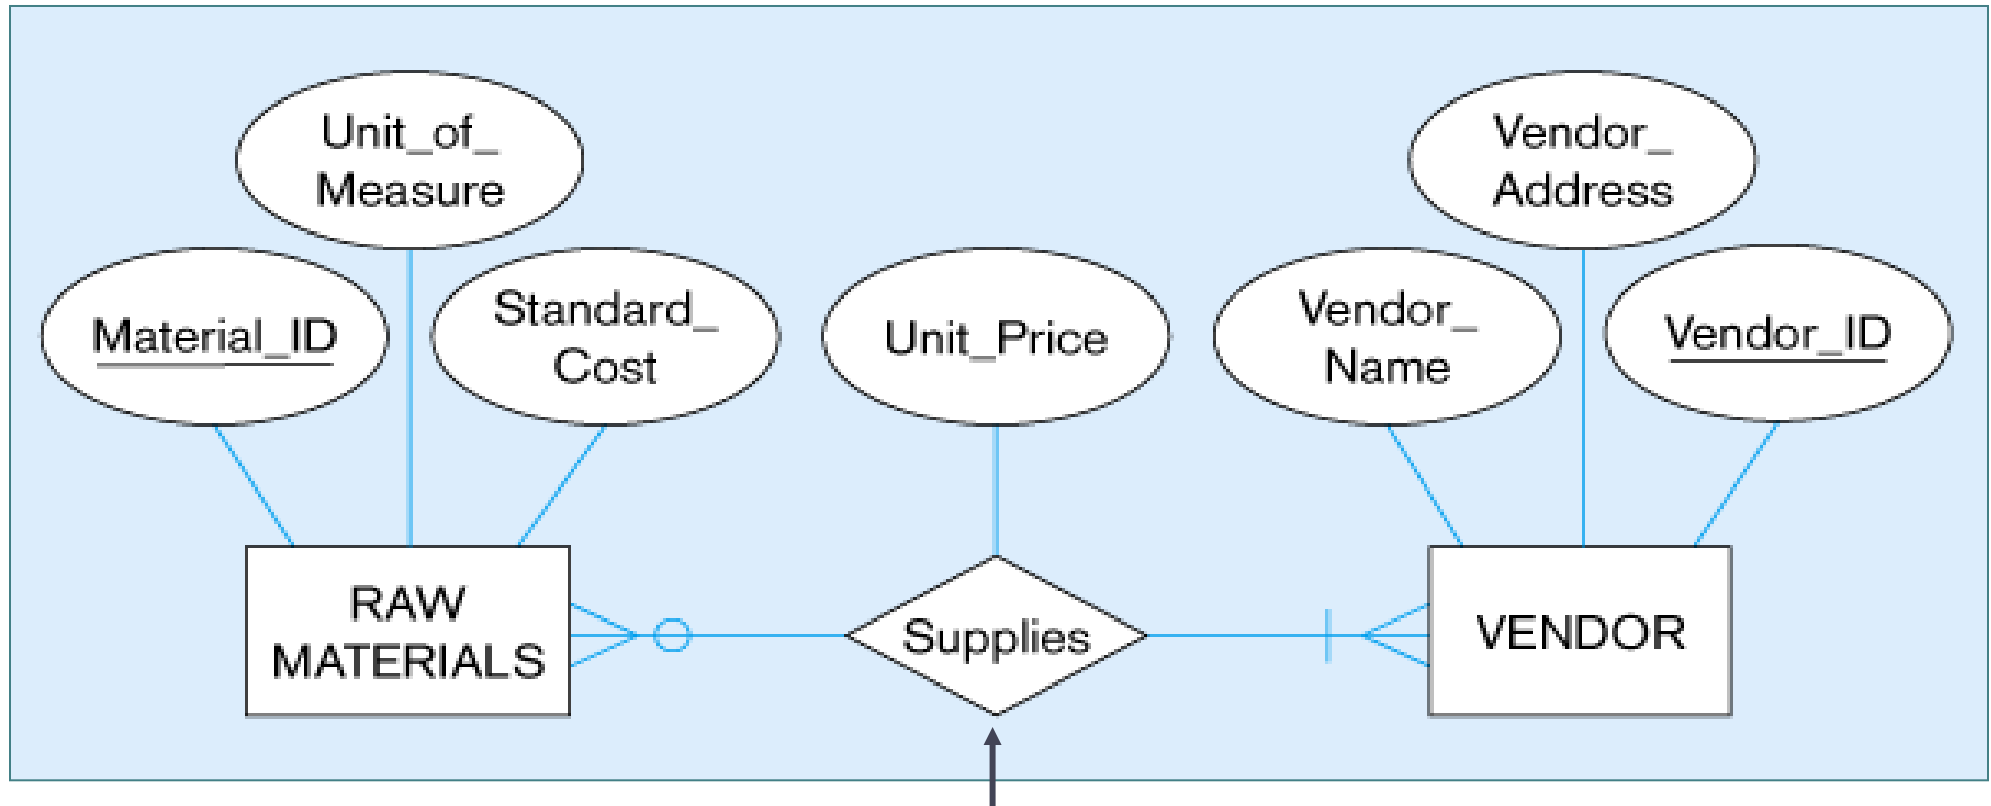 Unit_of_
Measure
Vendor_
Address
Material_ID
Standard_
Cost
Unit_Price
Vendor_
Name
Vendor_ID
RAW
MATERIALS
Supplies
VENDOR